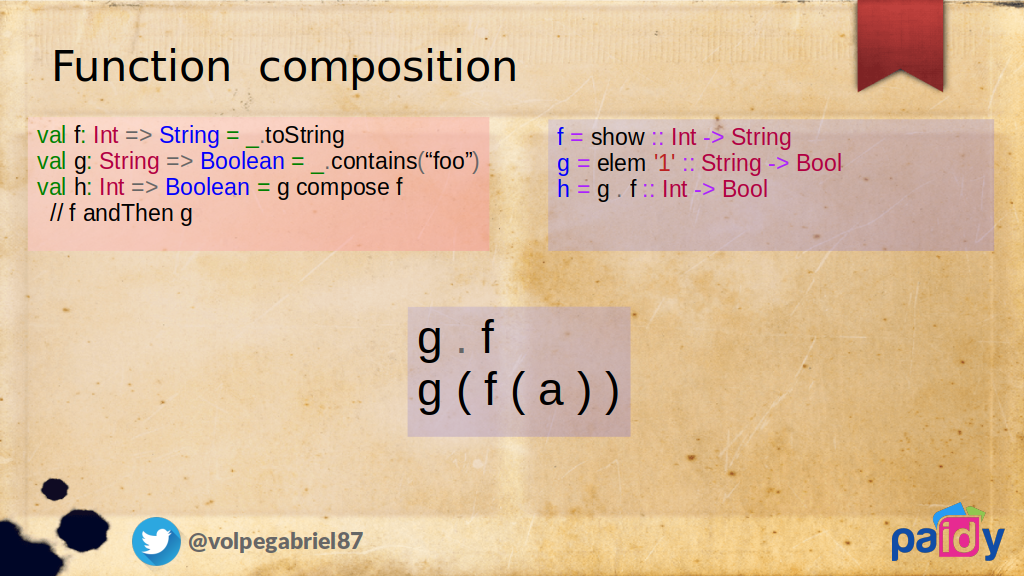 Function composition
val f: Int => String = _.toString
val g: String => Boolean = _.contains(“foo”)
val h: Int => Boolean = g compose f
// f andThen g
f = show :: Int -> String
g = elem '1' :: String -> Bool
h = g . f :: Int -> Bool
g . f
g ( f ( a ) )
@volpegabriel87
paidy